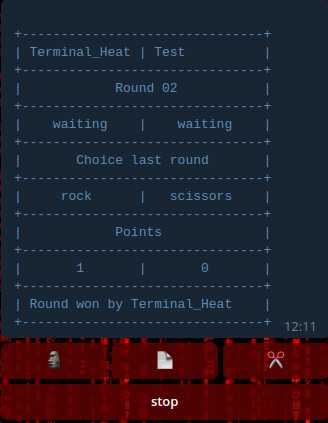 +-------------------------------+
| Terminal_Heat | Test          |
+-------------------------------+
|            Round 02           |
+-------------------------------+
|    waiting    |    waiting    |
+-------------------------------+
|       Choice last round       |
+-------------------------------+
|     rock      |   scissors    |
+-------------------------------+
|            Points             |
+-------------------------------+
|       1       |       0       |
+-------------------------------+
| Round won by Terminal_Heat    |
+-------------------------------+
12:11
stop